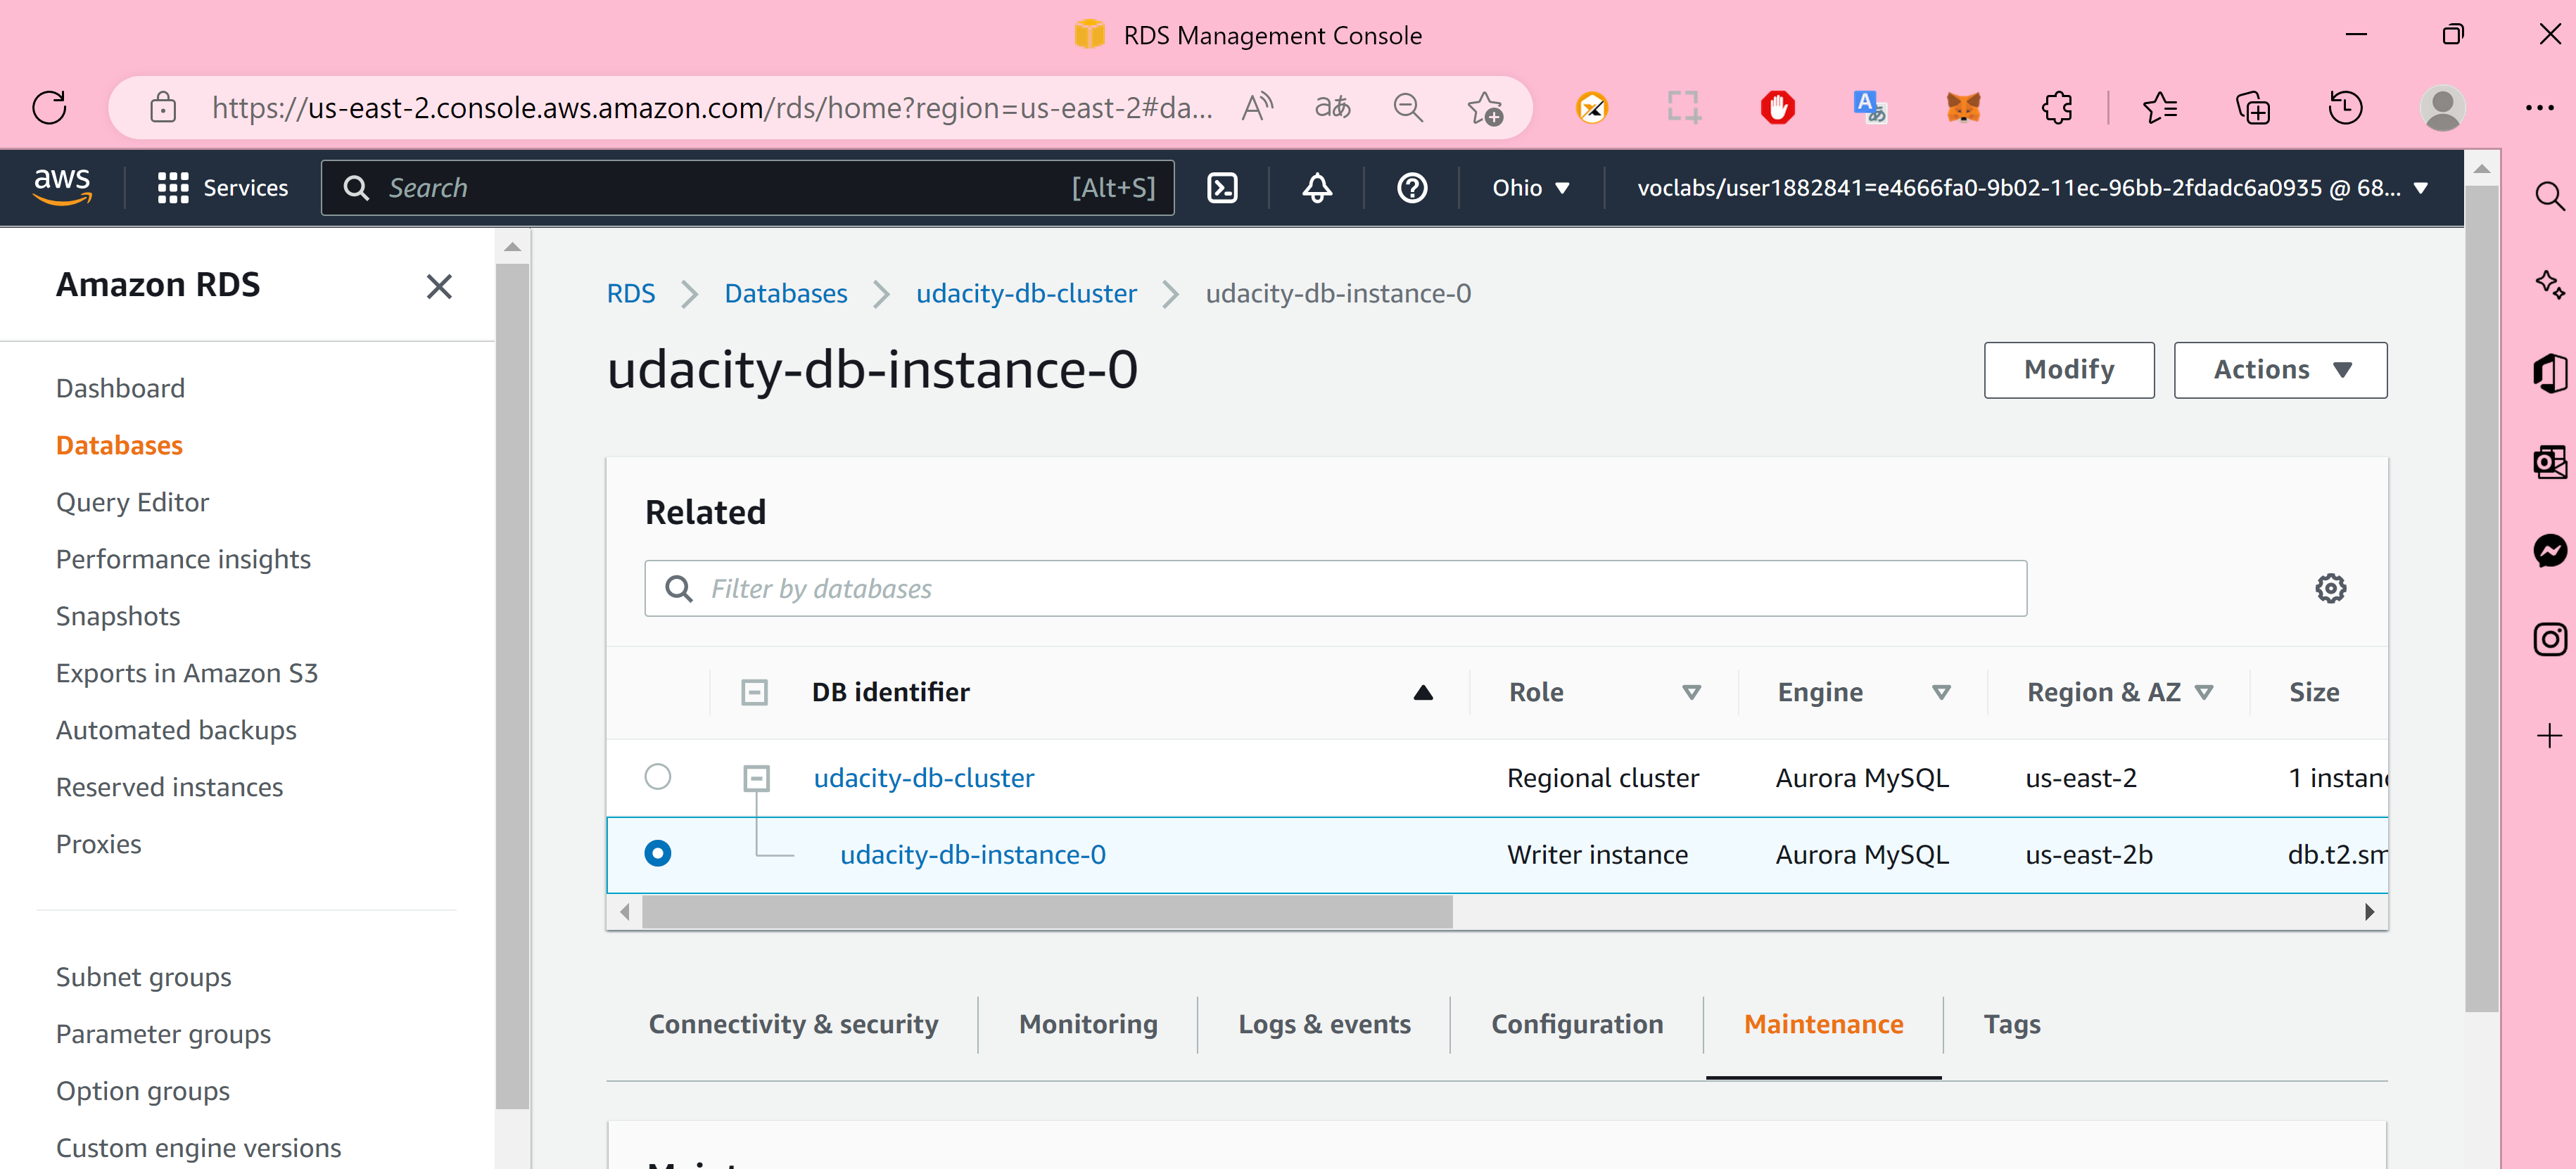 RDS Management Console
https://us-east-2.console.aws.amazon.com/rds/home?region=us-east-2#da...
aws
Services
Search
[Alt+S]
Ohio
voclabs/user1882841=e4666fa0-9b02-11ec-96bb-2fdadc6a0935 @ 68...
Amazon RDS
Dashboard
Databases
Query Editor
Performance insights
Snapshots
Exports in Amazon S3
Automated backups
Reserved instances
Proxies
Subnet groups
Parameter groups
Option groups
Custom engine versions
RDS
Databases
udacity-db-cluster
udacity-db-instance-0
udacity-db-instance-0
Modify
Actions
Related
Filter by databases
DB identifier Role Engine Region & AZ Size
udacity-db-cluster Regional cluster Aurora MySQL us-east-2 1
udacity-db-instance-0 Writer instance Aurora MySQL us-east-2b
Connectivity & security Monitoring Logs & events Configuration Maintenance Tags